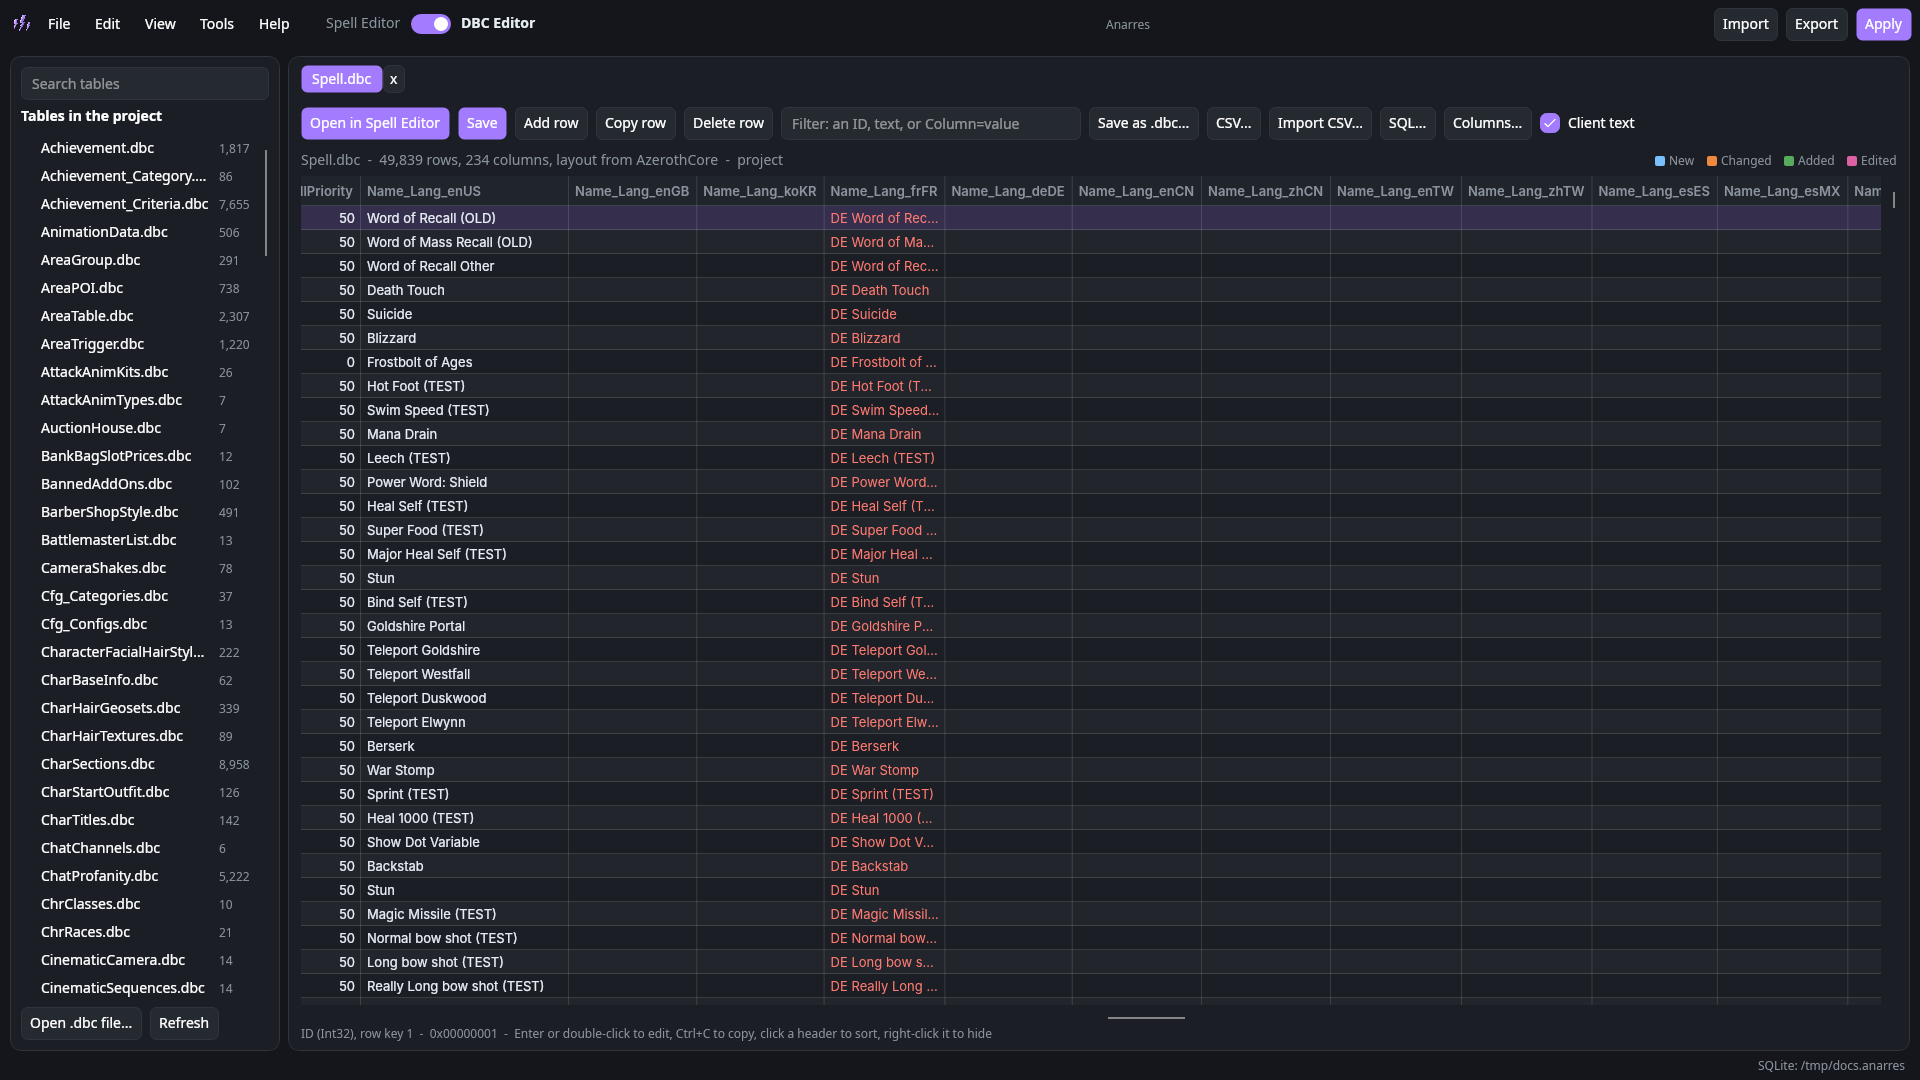 File Edit View Tools Help Spell Editor DBC Editor Anarres Import Export Apply
Search tables
Tables in the project
Achievement.dbc 1,817
Achievement_Category.... 86
Achievement_Criteria.dbc 7,655
AnimationData.dbc 506
AreaGroup.dbc 291
AreaPOI.dbc 738
AreaTable.dbc 2,307
AreaTrigger.dbc 1,220
AttackAnimKits.dbc 26
AttackAnimTypes.dbc 7
AuctionHouse.dbc 7
BankBagSlotPrices.dbc 12
BannedAddOns.dbc 102
BarberShopStyle.dbc 491
BattlemasterList.dbc 13
CameraShakes.dbc 78
Cfg_Categories.dbc 37
Cfg_Configs.dbc 13
CharacterFacialHairStyl... 222
CharBaseInfo.dbc 62
CharHairGeosets.dbc 339
CharHairTextures.dbc 89
CharSections.dbc 8,958
CharStartOutfit.dbc 126
CharTitles.dbc 142
ChatChannels.dbc 6
ChatProfanity.dbc 5,222
ChrClasses.dbc 10
ChrRaces.dbc 21
CinematicCamera.dbc 14
CinematicSequences.dbc 14
Open .dbc file... Refresh
Spell.dbc x
Open in Spell Editor Save Add row Copy row Delete row Filter: an ID, text, or Column=value Save as .dbc... CSV... Import CSV... SQL... Columns... Client text
Spell.dbc - 49,839 rows, 234 columns, layout from AzerothCore - project New Changed Added Edited
llPriority Name_Lang_enUS Name_Lang_enGB Name_Lang_koKR Name_Lang_frFR Name_Lang_deDE Name_Lang_enCN Name_Lang_zhCN Name_Lang_enTW Name_Lang_zhTW Name_Lang_esES Name_Lang_esMX Nam
50 Word of Recall (OLD) DE Word of Rec...
50 Word of Mass Recall (OLD) DE Word of Ma...
50 Word of Recall Other DE Word of Rec...
50 Death Touch DE Death Touch
50 Suicide DE Suicide
50 Blizzard DE Blizzard
0 Frostbolt of Ages DE Frostbolt of ...
50 Hot Foot (TEST) DE Hot Foot (T...
50 Swim Speed (TEST) DE Swim Speed...
50 Mana Drain DE Mana Drain
50 Leech (TEST) DE Leech (TEST)
50 Power Word: Shield DE Power Word...
50 Heal Self (TEST) DE Heal Self (T...
50 Super Food (TEST) DE Super Food ...
50 Major Heal Self (TEST) DE Major Heal ...
50 Stun DE Stun
50 Bind Self (TEST) DE Bind Self (T...
50 Goldshire Portal DE Goldshire P...
50 Teleport Goldshire DE Teleport Gol...
50 Teleport Westfall DE Teleport We...
50 Teleport Duskwood DE Teleport Du...
50 Teleport Elwynn DE Teleport Elw...
50 Berserk DE Berserk
50 War Stomp DE War Stomp
50 Sprint (TEST) DE Sprint (TEST)
50 Heal 1000 (TEST) DE Heal 1000 (...
50 Show Dot Variable DE Show Dot V...
50 Backstab DE Backstab
50 Stun DE Stun
50 Magic Missile (TEST) DE Magic Missil...
50 Normal bow shot (TEST) DE Normal bow...
50 Long bow shot (TEST) DE Long bow s...
50 Really Long bow shot (TEST) DE Really Long ...
ID (Int32), row key 1 - 0x00000001 - Enter or double-click to edit, Ctrl+C to copy, click a header to sort, right-click it to hide
SQLite: /tmp/docs.anarres